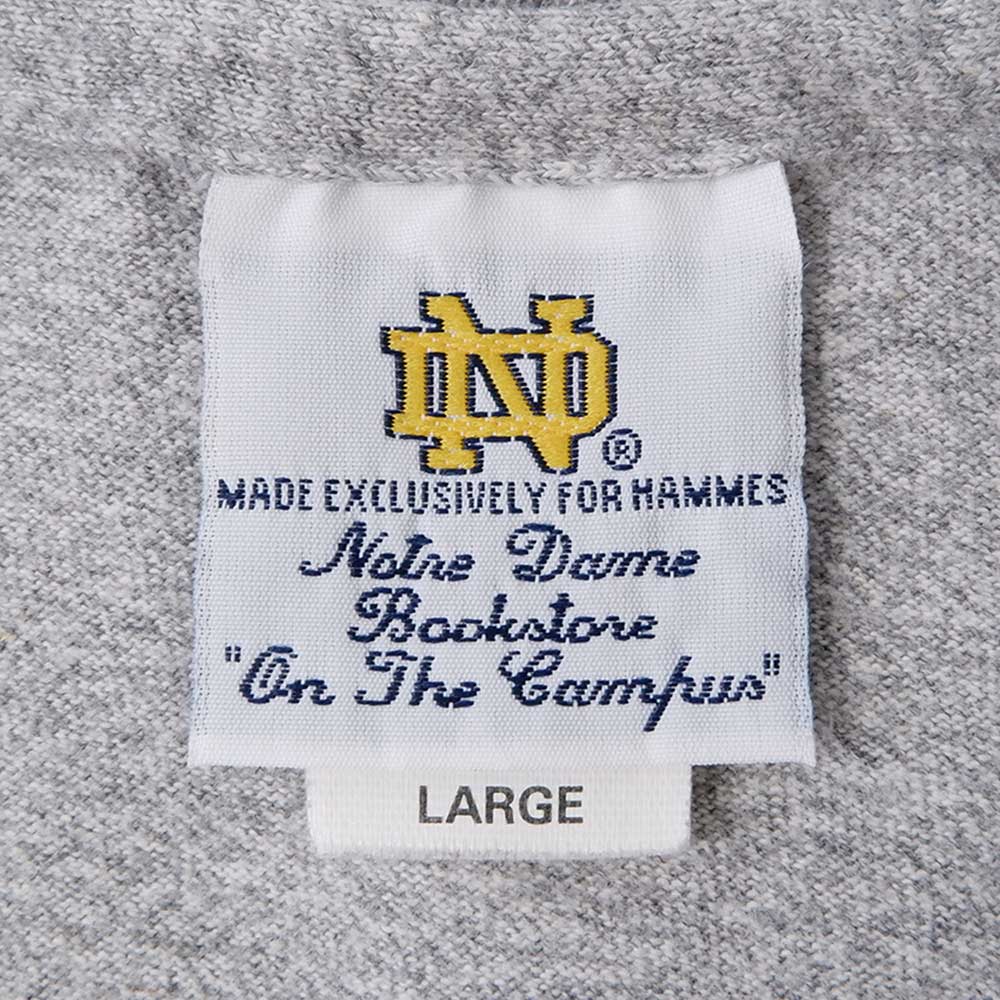 ND®
MADE EXCLUSIVELY FOR HAMMES
Notre Dame
Bookstore
"On The Campus"
LARGE